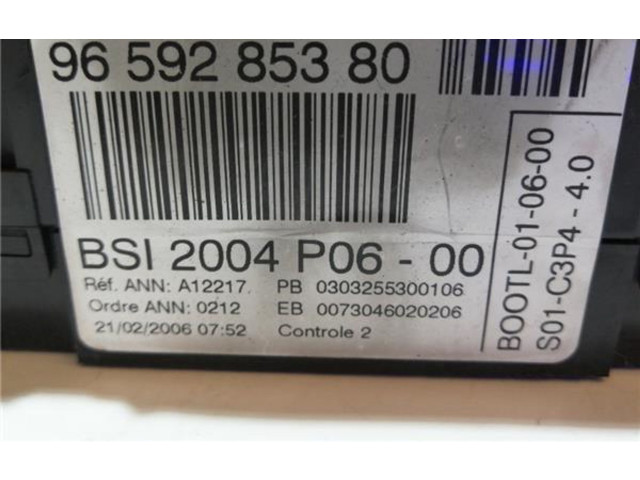 96 592 853 80
BSI 2004 P06 - 00
Réf. ANN: A12217. PB 0303255300106
Ordre ANN: 0212 EB 0073046020206
21/02/2006 07:52 Controle 2
BOOTL-01-06-00
S01-C3P4 - 4.0